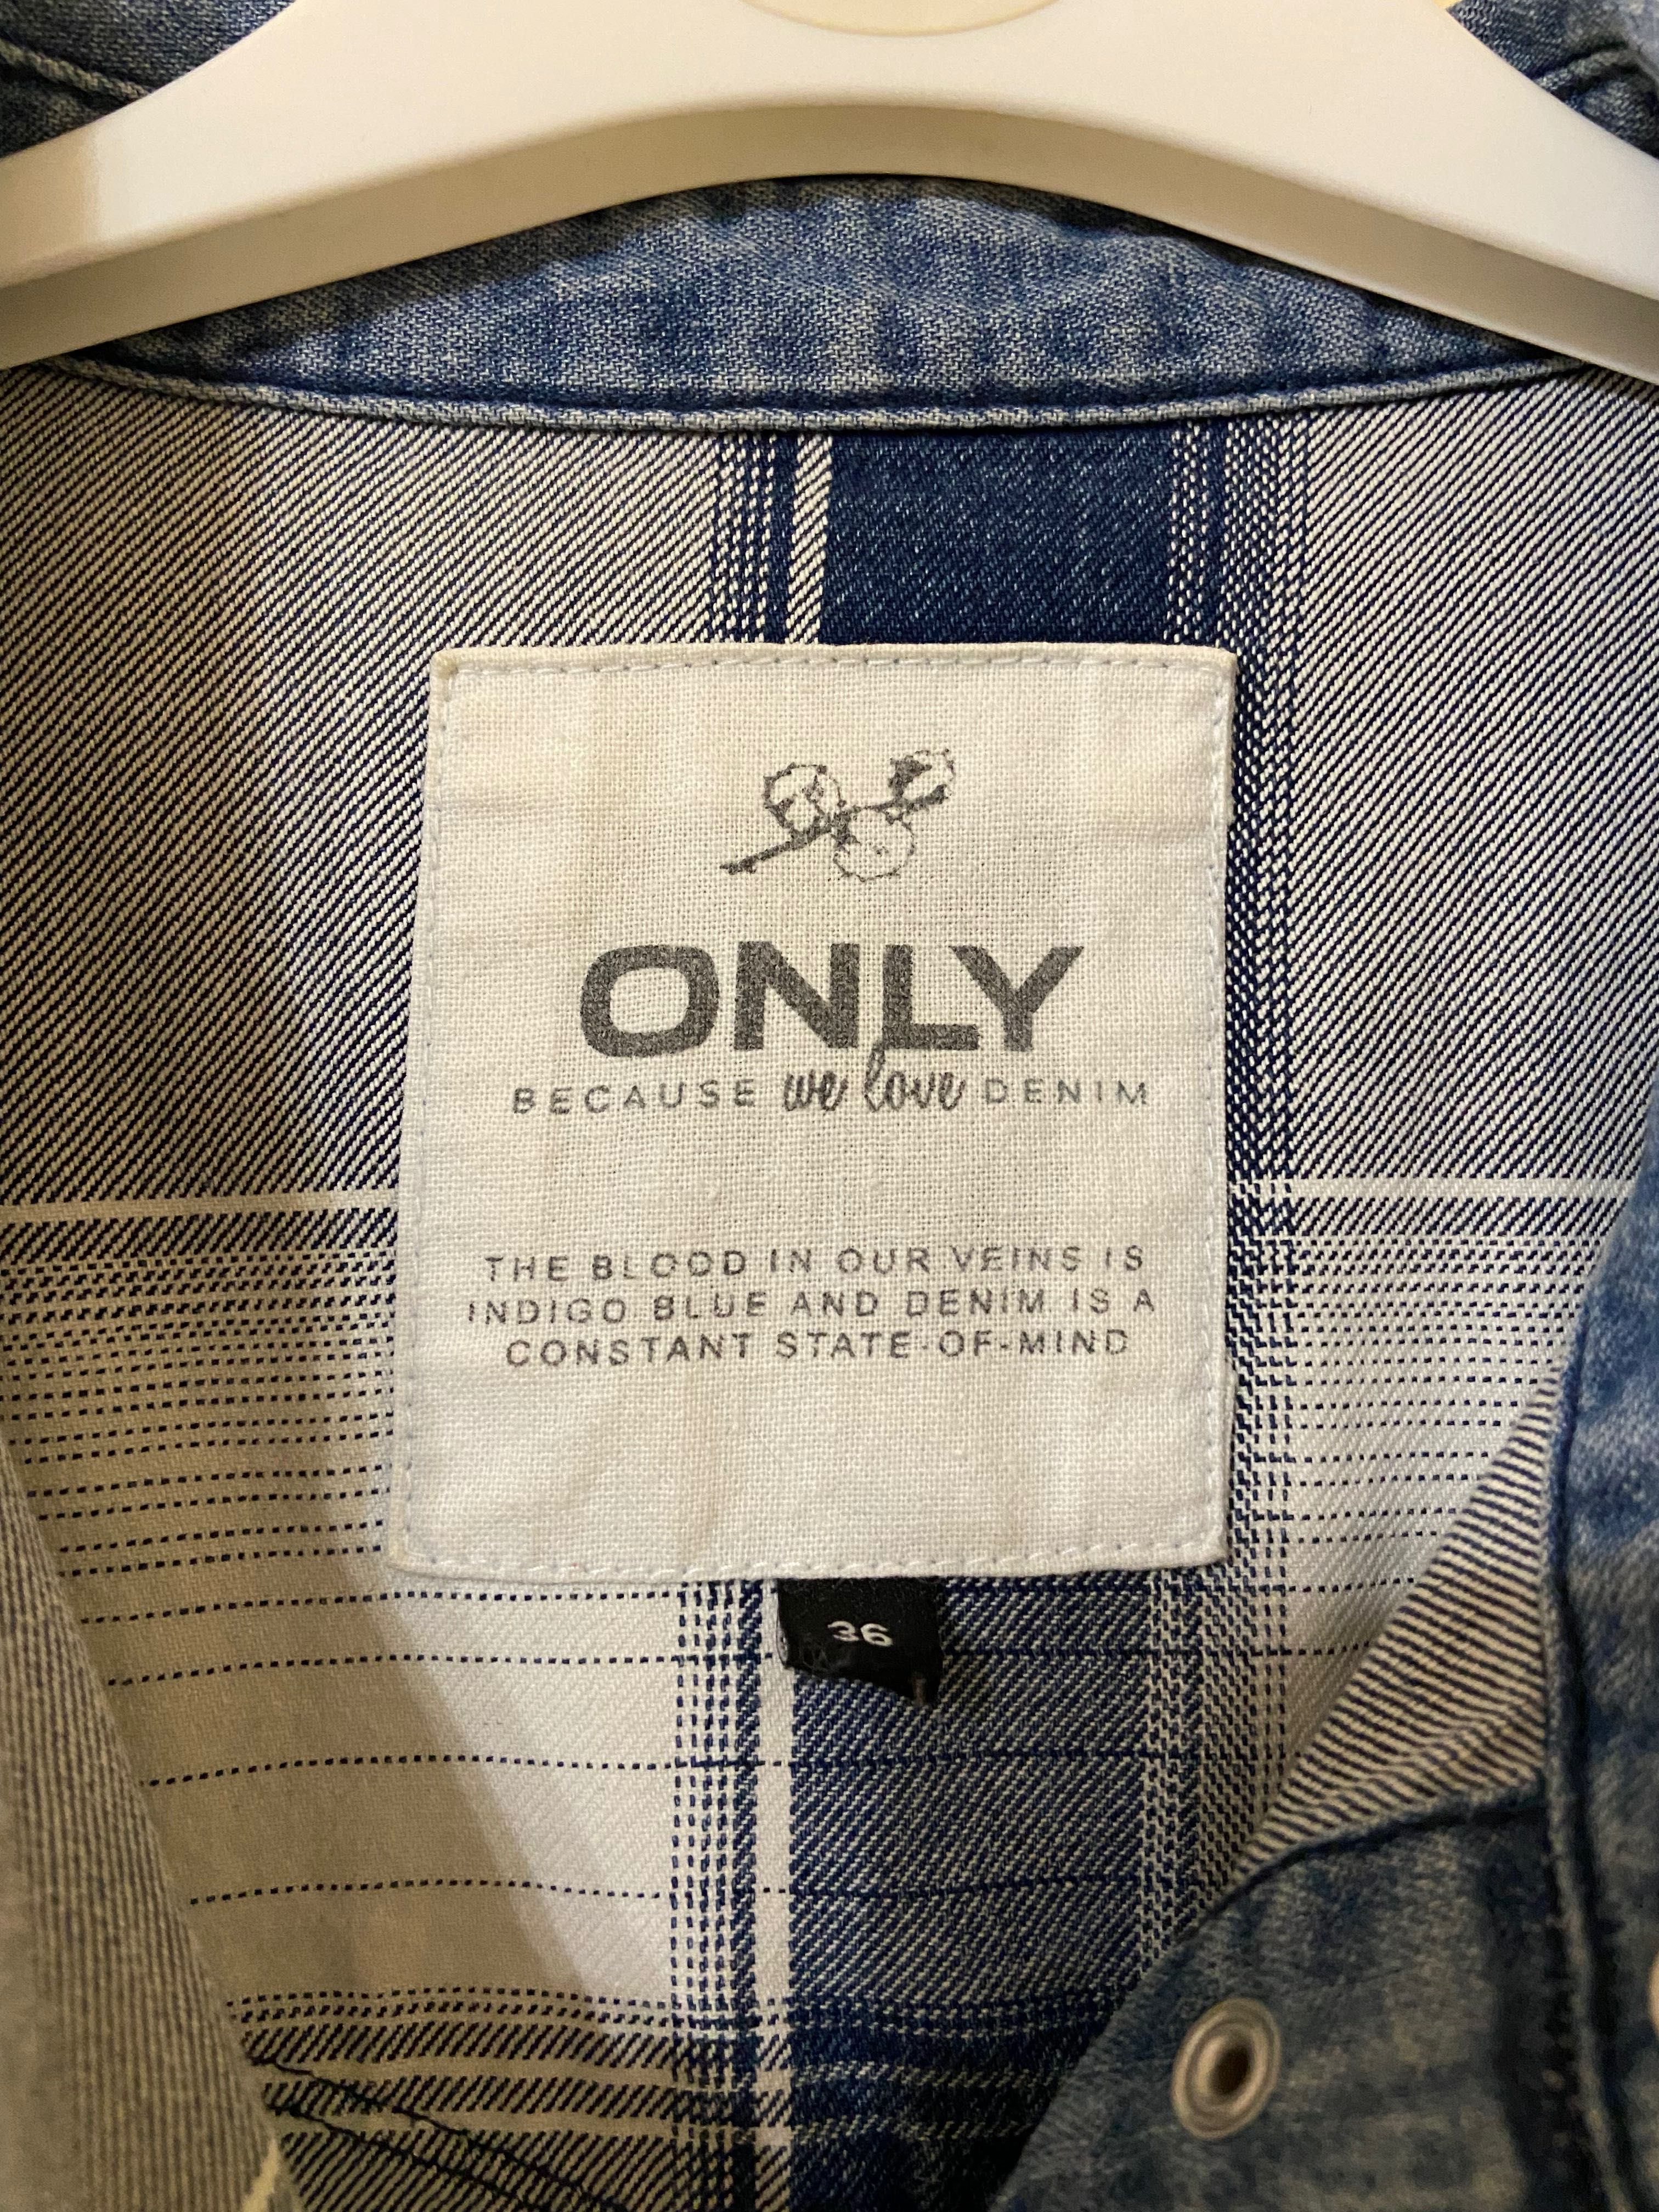 ONLY
BECAUSE we love DENIM
THE BLOOD IN OUR VEINS IS
INDIGO BLUE AND DENIM IS A
CONSTANT STATE-OF-MIND
36